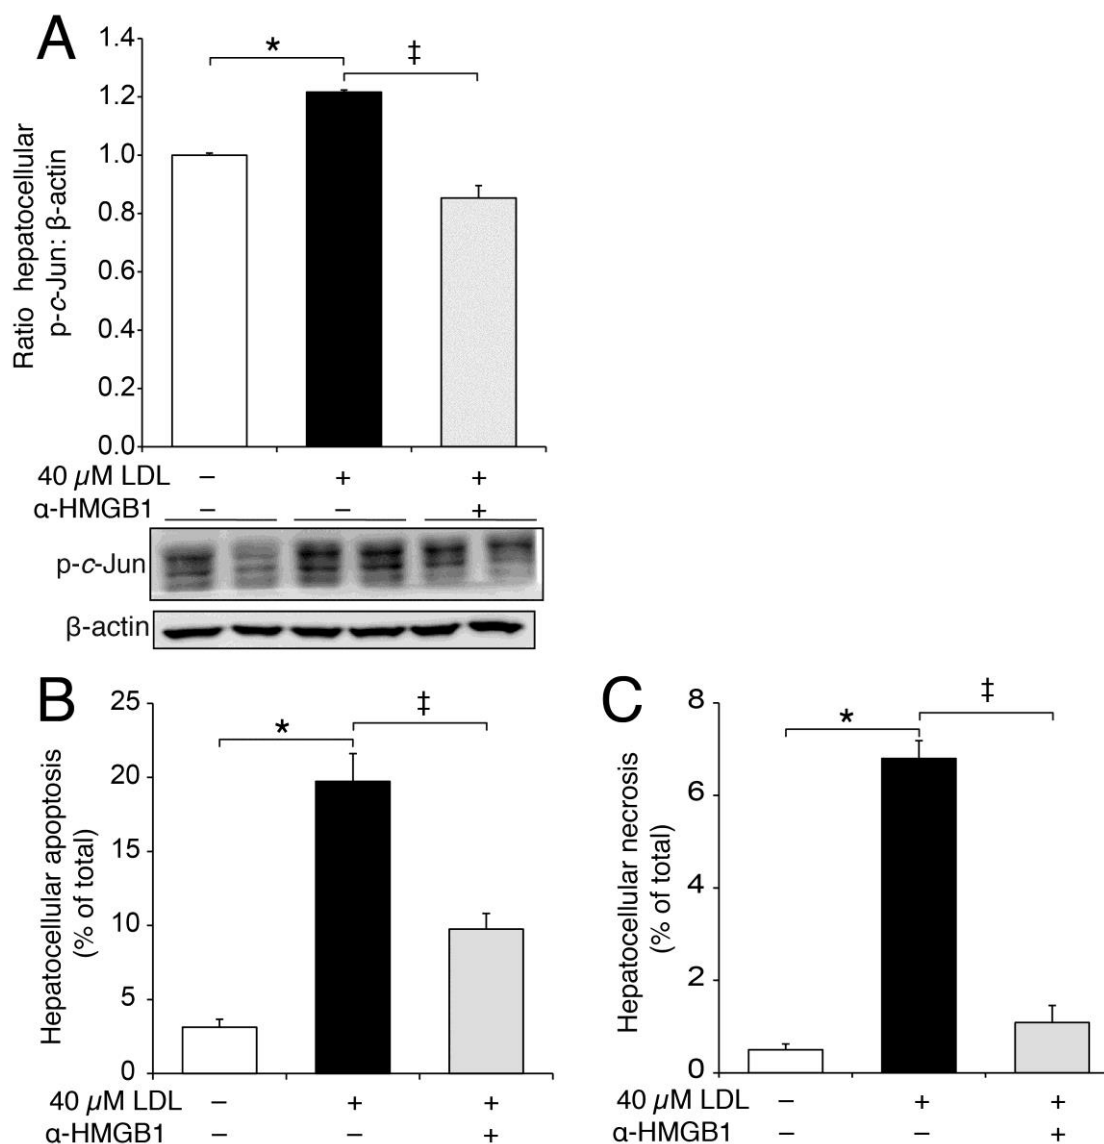 A
1.4
1.2
1.0
0.8
0.6
0.4
0.2
0.0
Ratio hepatocellular
p-c-Jun: β-actin
*
‡
40 µM LDL – + +
α-HMGB1 – – +
p-c-Jun
β-actin
B
25
20
15
10
5
0
Hepatocellular apoptosis
(% of total)
*
‡
40 µM LDL – + +
α-HMGB1 – – +
C
8
6
4
2
0
Hepatocellular necrosis
(% of total)
*
‡
40 µM LDL – + +
α-HMGB1 – – +